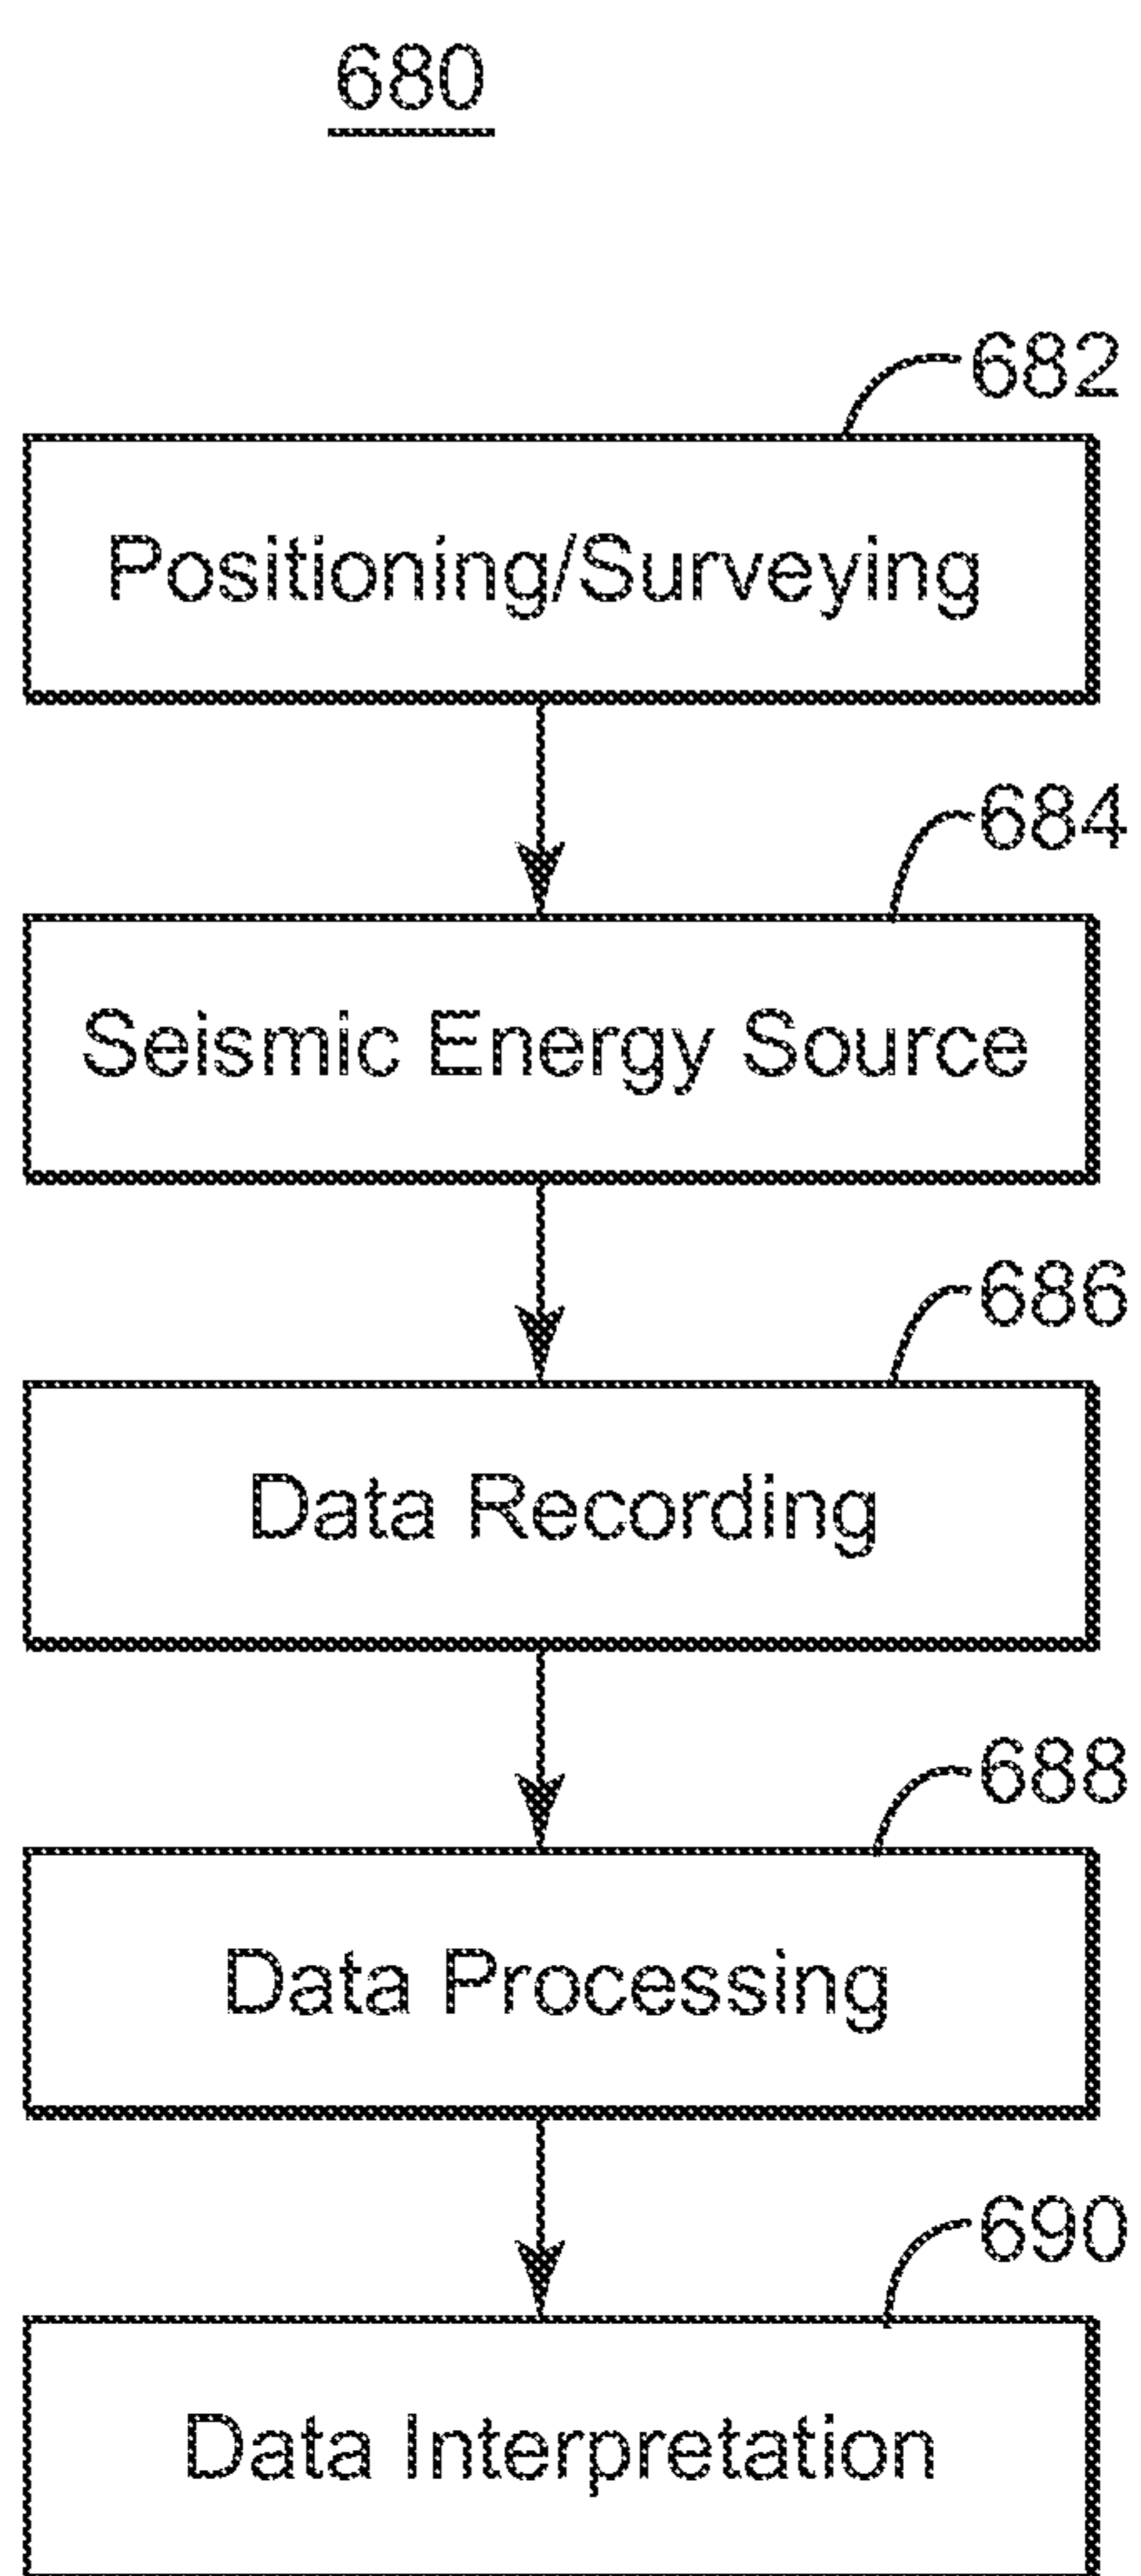 680
682
Positioning/Surveying
684
Seismic Energy Source
686
Data Recording
688
Data Processing
690
Data Interpretation